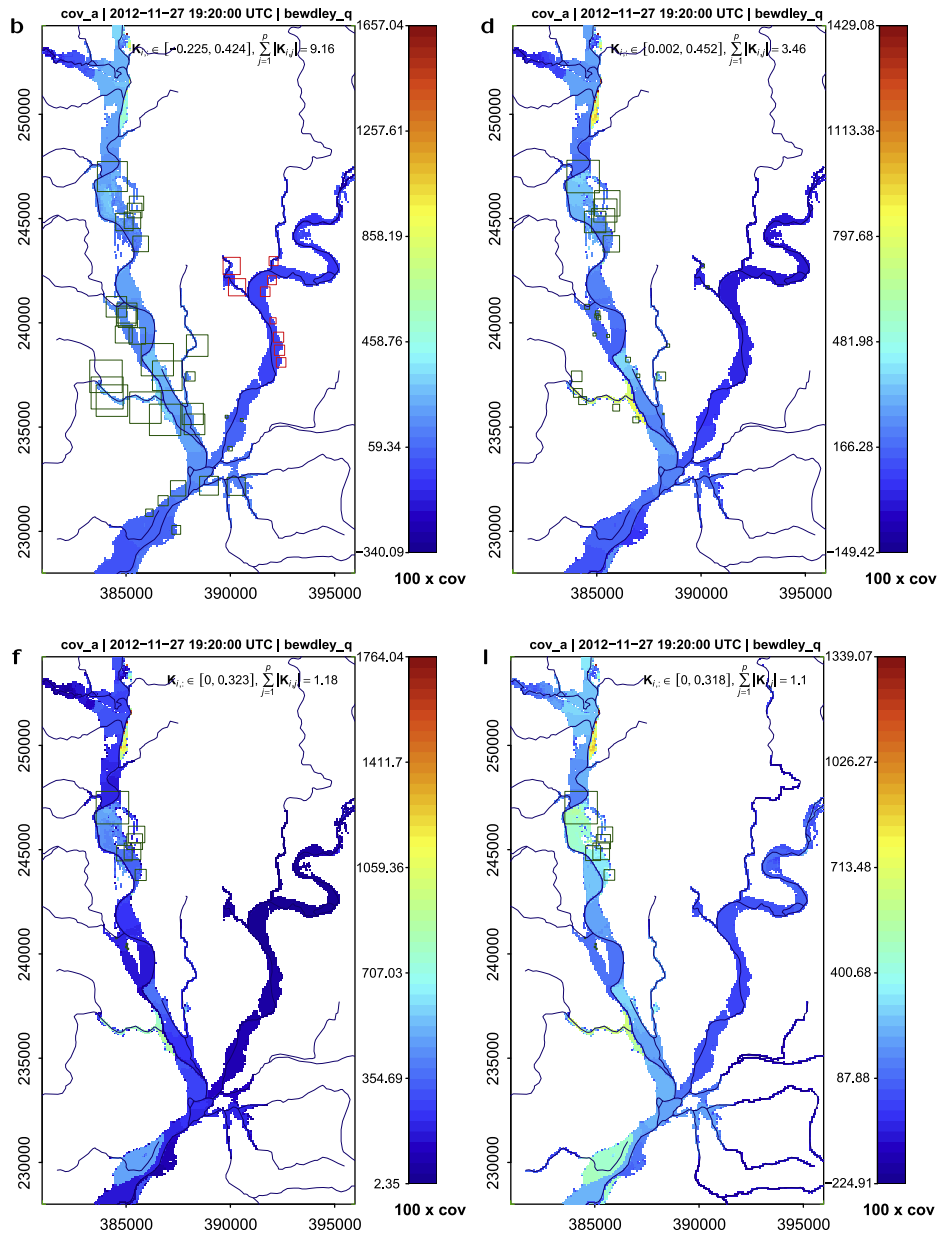 b
cov_a | 2012−11−27 19:20:00 UTC | bewdley_q
K_{i,:} ∈ [−0.225, 0.424], \sum_{j=1}^{p} |K_{i,j}| = 9.16
250000
245000
240000
235000
230000
385000 390000 395000
1657.04
1257.61
858.19
458.76
59.34
−340.09
100 x cov
d
cov_a | 2012−11−27 19:20:00 UTC | bewdley_q
K_{i,:} ∈ [0.002, 0.452], \sum_{j=1}^{p} |K_{i,j}| = 3.46
250000
245000
240000
235000
230000
385000 390000 395000
1429.08
1113.38
797.68
481.98
166.28
−149.42
100 x cov
f
cov_a | 2012−11−27 19:20:00 UTC | bewdley_q
K_{i,:} ∈ [0, 0.323], \sum_{j=1}^{p} |K_{i,j}| = 1.18
250000
245000
240000
235000
230000
385000 390000 395000
1764.04
1411.7
1059.36
707.03
354.69
2.35
100 x cov
l
cov_a | 2012−11−27 19:20:00 UTC | bewdley_q
K_{i,:} ∈ [0, 0.318], \sum_{j=1}^{p} |K_{i,j}| = 1.1
250000
245000
240000
235000
230000
385000 390000 395000
1339.07
1026.27
713.48
400.68
87.88
−224.91
100 x cov